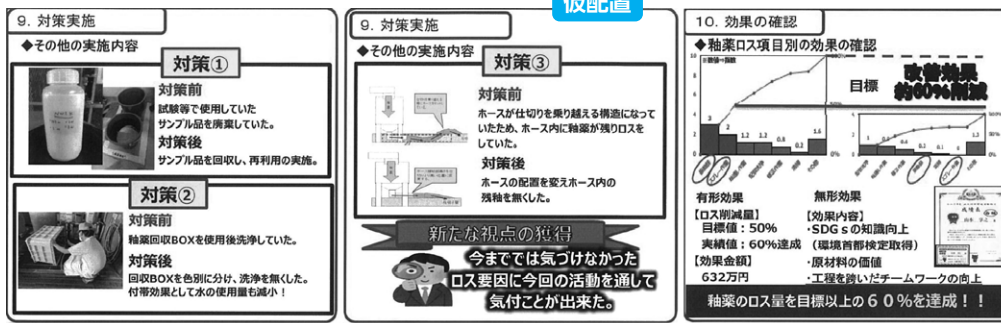 仮配置
9. 対策実施
◆その他の実施内容
対策①
対策前
試験等で使用していた
サンプル品を廃棄していた。
対策後
サンプル品を回収し、再利用の実施。
対策②
対策前
釉薬回収BOXを使用後洗浄していた。
対策後
回収BOXを色別に分け、洗浄を無くした。
付帯効果として水の使用量も減少！
9. 対策実施
◆その他の実施内容
対策③
対策前
ホースが仕切りを乗り越える構造になって
いたため、ホース内に釉薬が残りロスを
していた。
対策後
ホースの配置を変えホース内の
残釉を無くした。
新たな視点の獲得
今まででは気づけなかった
ロス要因に今回の活動を通して
気付ことが出来た。
10. 効果の確認
◆釉薬ロス項目別の効果の確認
目標
改善効果
約60%削減
有形効果
【ロス削減量】
目標値：50%
実績値：60%達成
【効果金額】
632万円
無形効果
【効果内容】
・SDGｓの知識向上
（環境首都検定取得）
・原材料の価値
・工程を跨いだチームワークの向上
釉薬のロス量を目標以上の６０％を達成！！